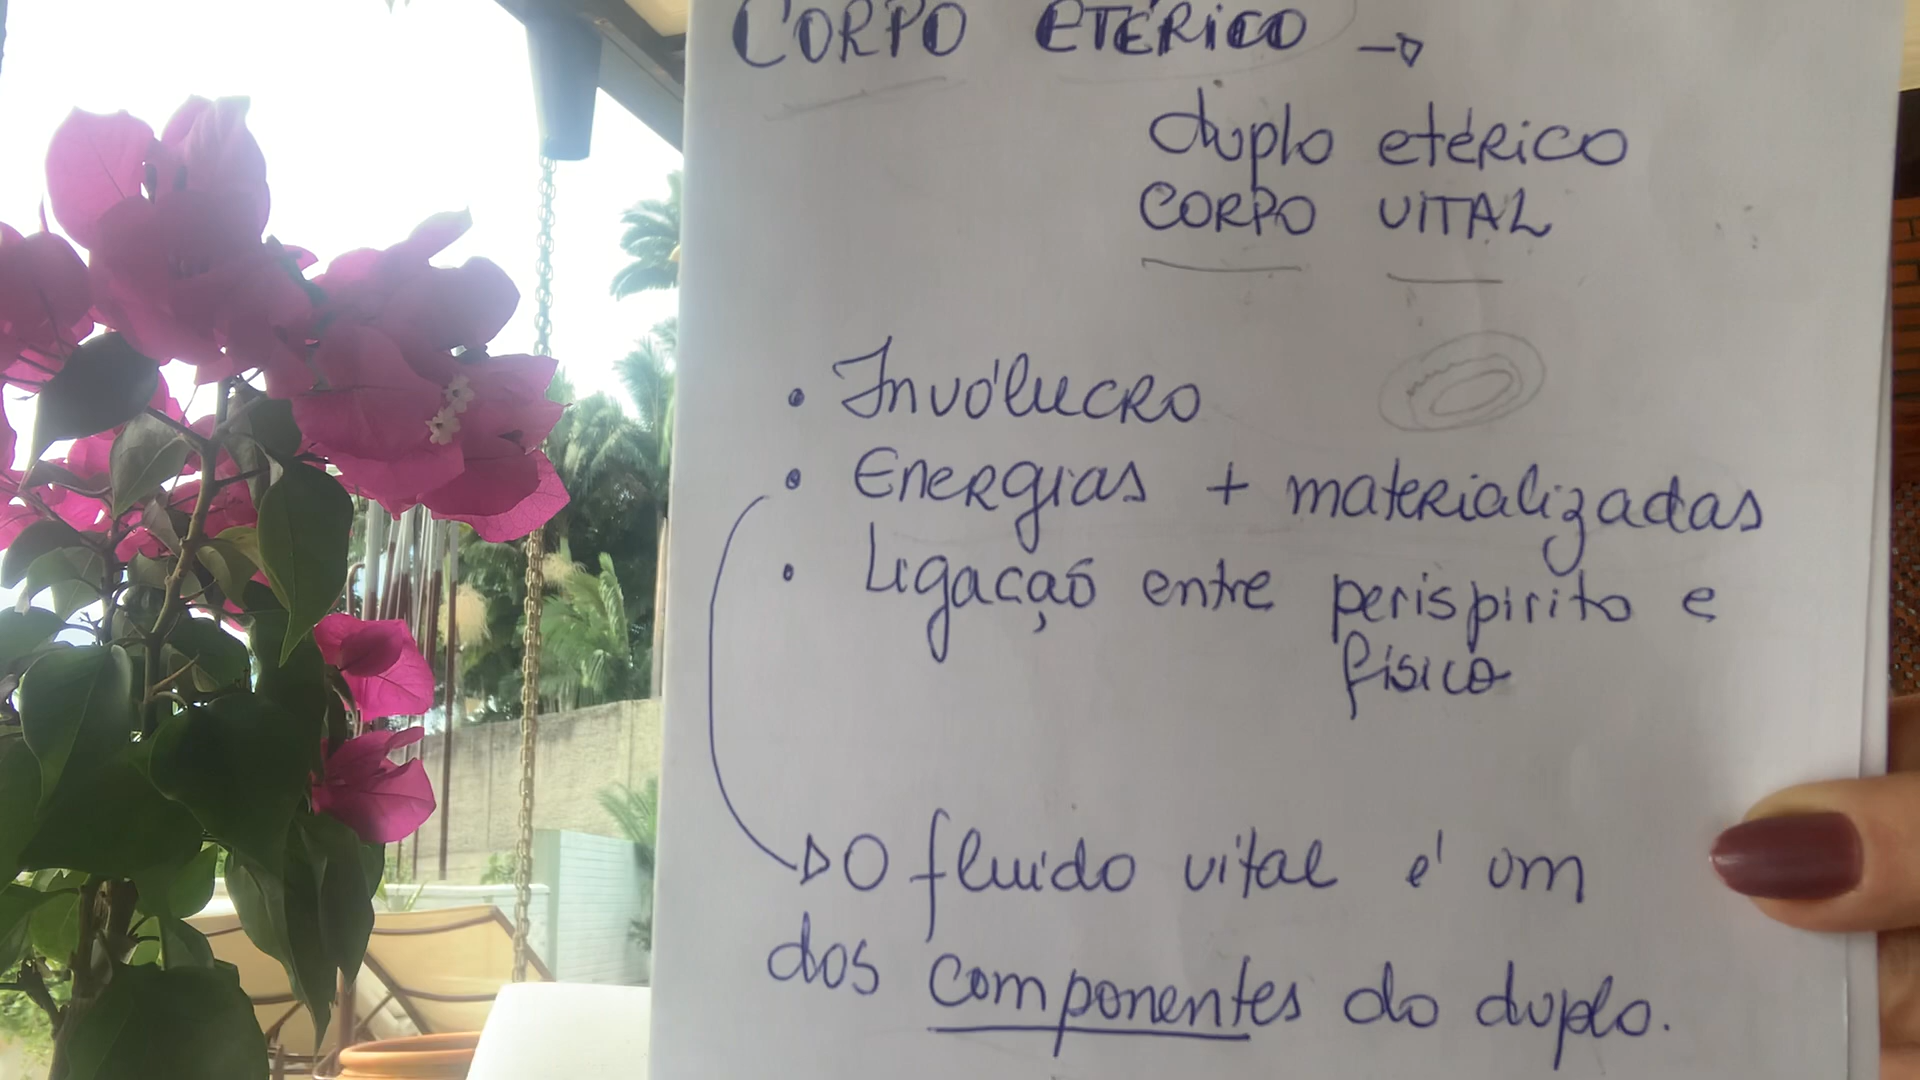 CORPO ETÉRICO →
duplo etérico
CORPO VITAL
• Invólucro
• Energias + materializadas
• Ligação entre perispirito e
físico
→ O fluido vital é um
dos componentes do duplo.